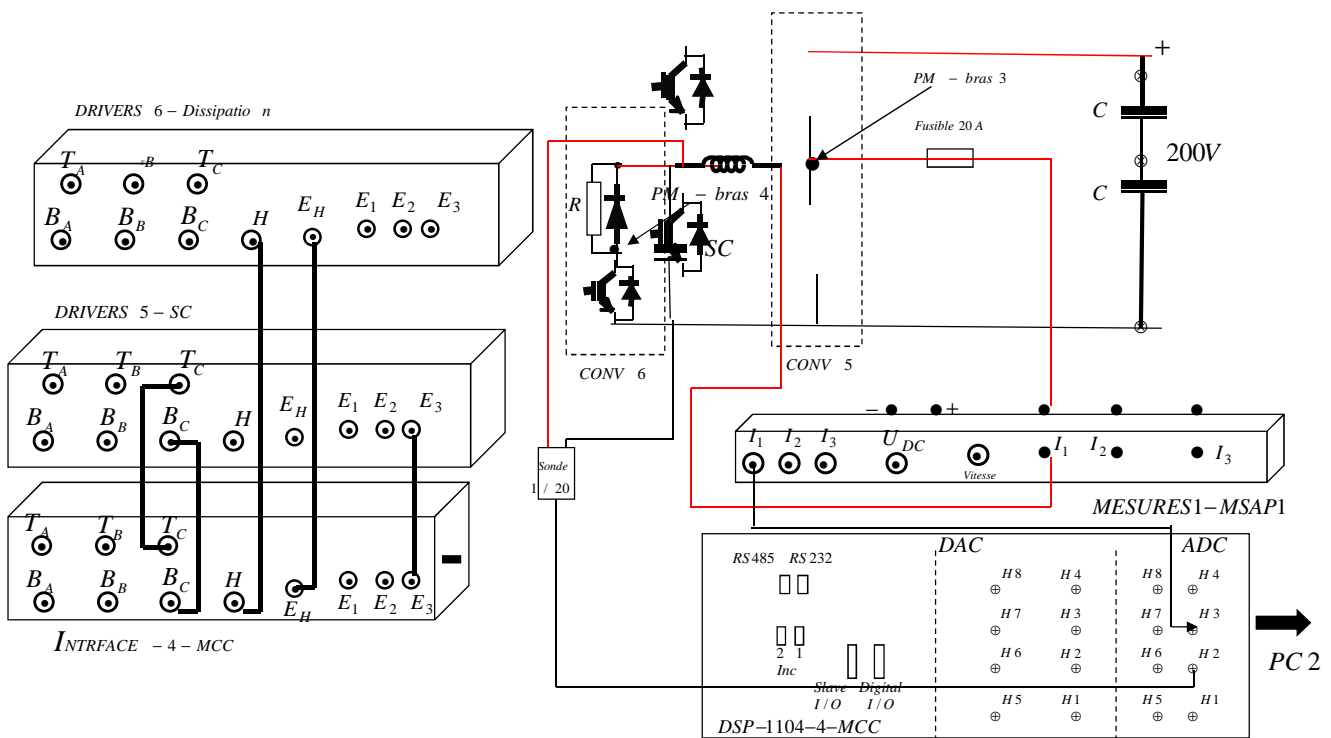 DRIVERS 6 – Dissipatio n
T_A B T_C
B_A B_B B_C H E_H E_1 E_2 E_3
DRIVERS 5 – SC
T_A T_B T_C
B_A B_B B_C H E_H E_1 E_2 E_3
T_A T_B T_C
B_A B_B B_C H E_H E_1 E_2 E_3
INTRFACE – 4 – MCC
PM – bras 3
Fusible 20 A
+
C
200V
C
R
PM – bras 4
SC
CONV 6
CONV 5
Sonde
1 / 20
– +
I_1 I_2 I_3 U_DC Vitesse I_1 I_2 I_3
MESURES1–MSAP1
RS485 RS232
DAC
ADC
H8 H4 H8 H4
H7 H3 H7 H3
H6 H2 H6 H2
H5 H1 H5 H1
2 1
Inc
Slave
I/O
Digital
I/O
DSP–1104–4–MCC
PC 2